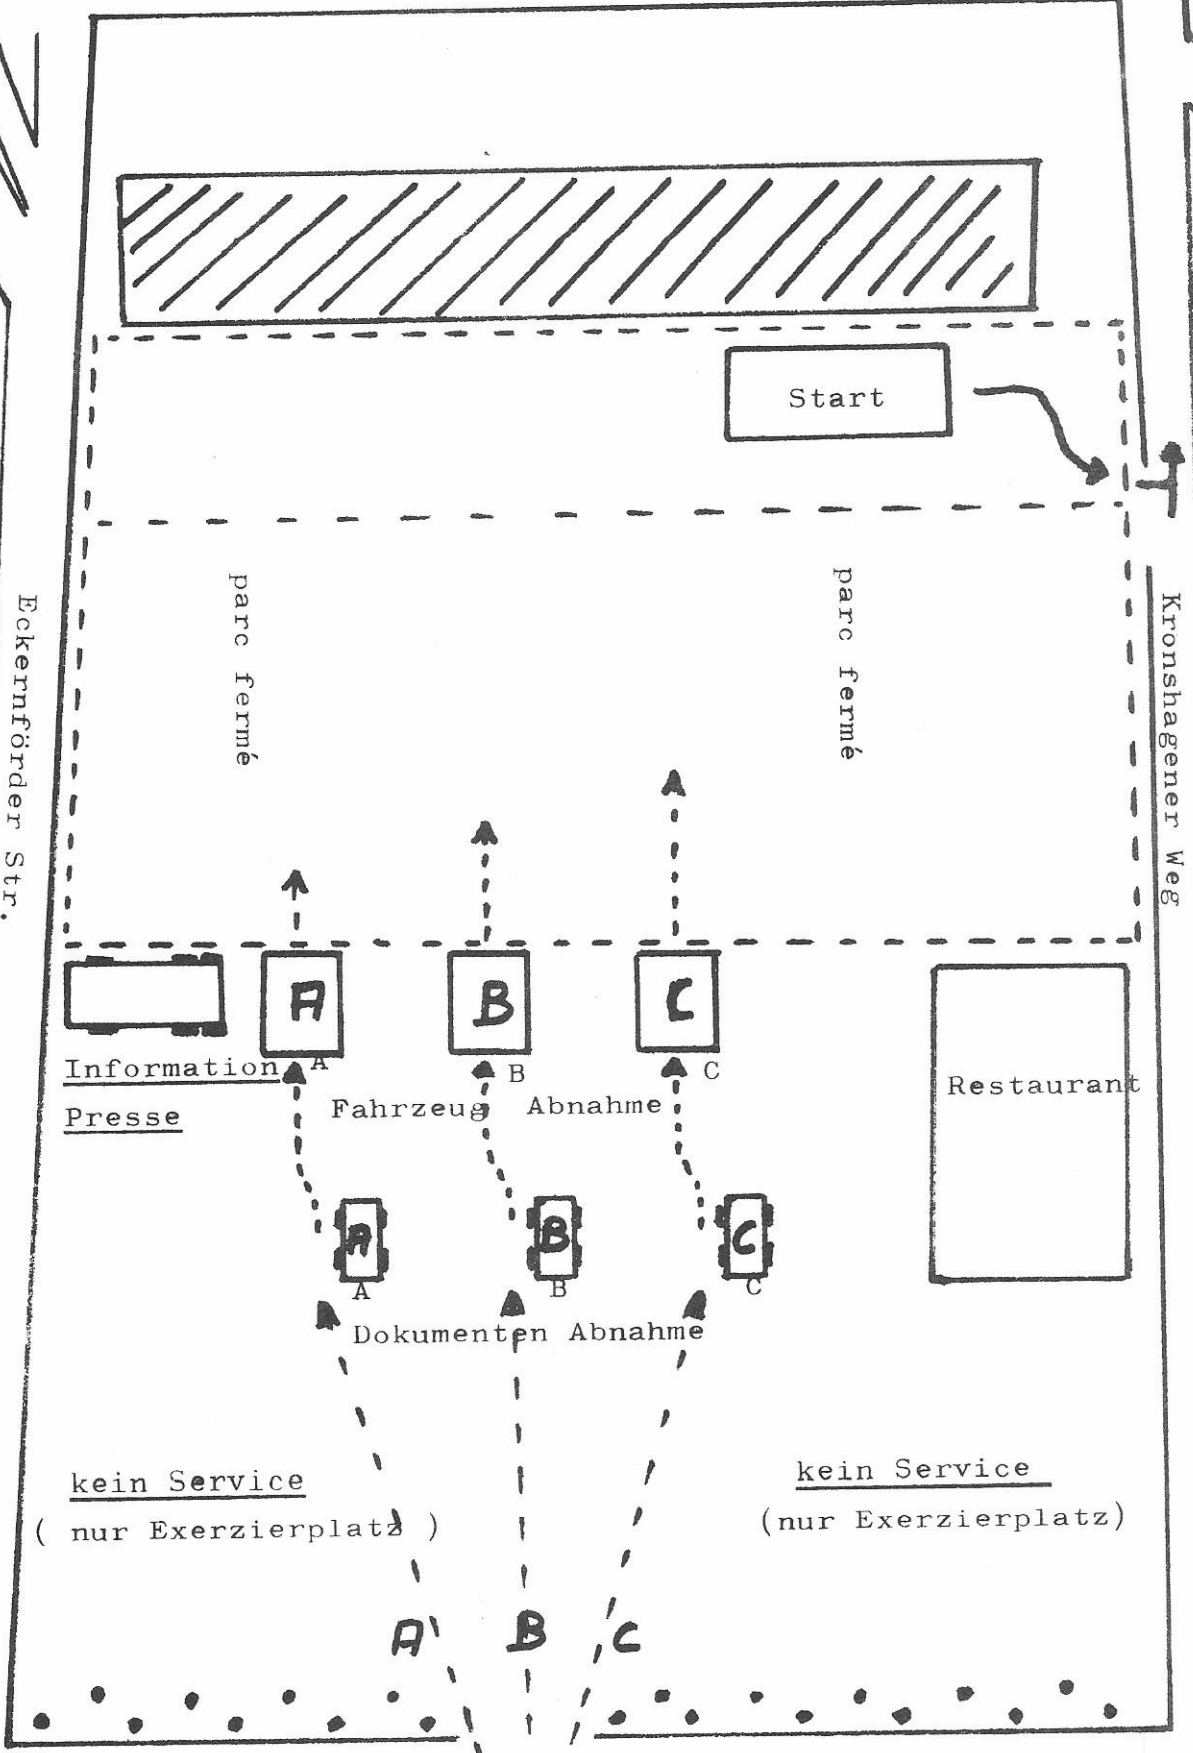 Start
parc fermé
parc fermé
Eckernförder Str.
Kronshagener Weg
A
B
C
Information
A
B
C
Presse
Fahrzeug Abnahme
Restaurant
A
B
C
A
B
C
Dokumenten Abnahme
kein Service
( nur Exerzierplatz )
kein Service
(nur Exerzierplatz)
A
B
C